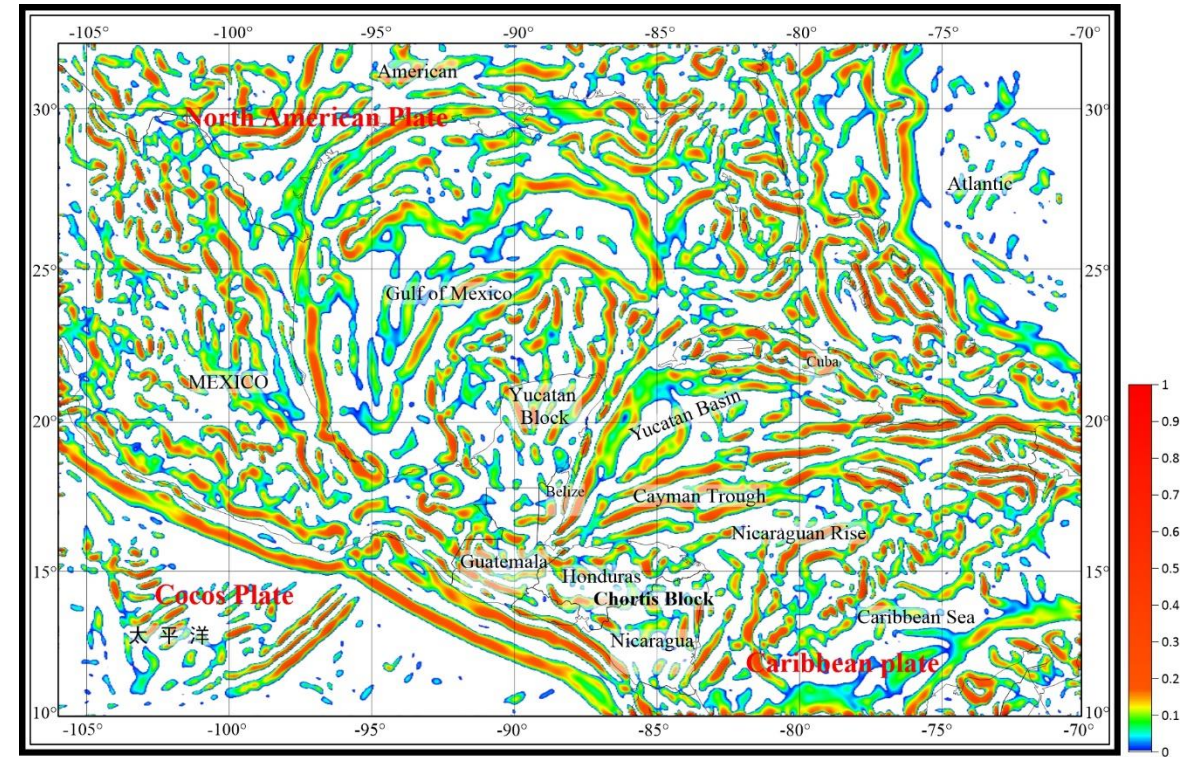 -105° -100° -95° -90° -85° -80° -75° -70°
American
30° North American Plate 30°
Atlantic
25° 25°
Gulf of Mexico
MEXICO
Cuba
Yucatan
Block
Yucatan Basin
20° 20°
Belize
Cayman Trough
Nicaraguan Rise
Guatemala
15° Honduras 15°
Cocos Plate
Chortis Block
Caribbean Sea
太平洋
Nicaragua
Caribbean plate
10° 10°
-105° -100° -95° -90° -85° -80° -75° -70°
1
0.9
0.8
0.7
0.6
0.5
0.4
0.3
0.2
0.1
0